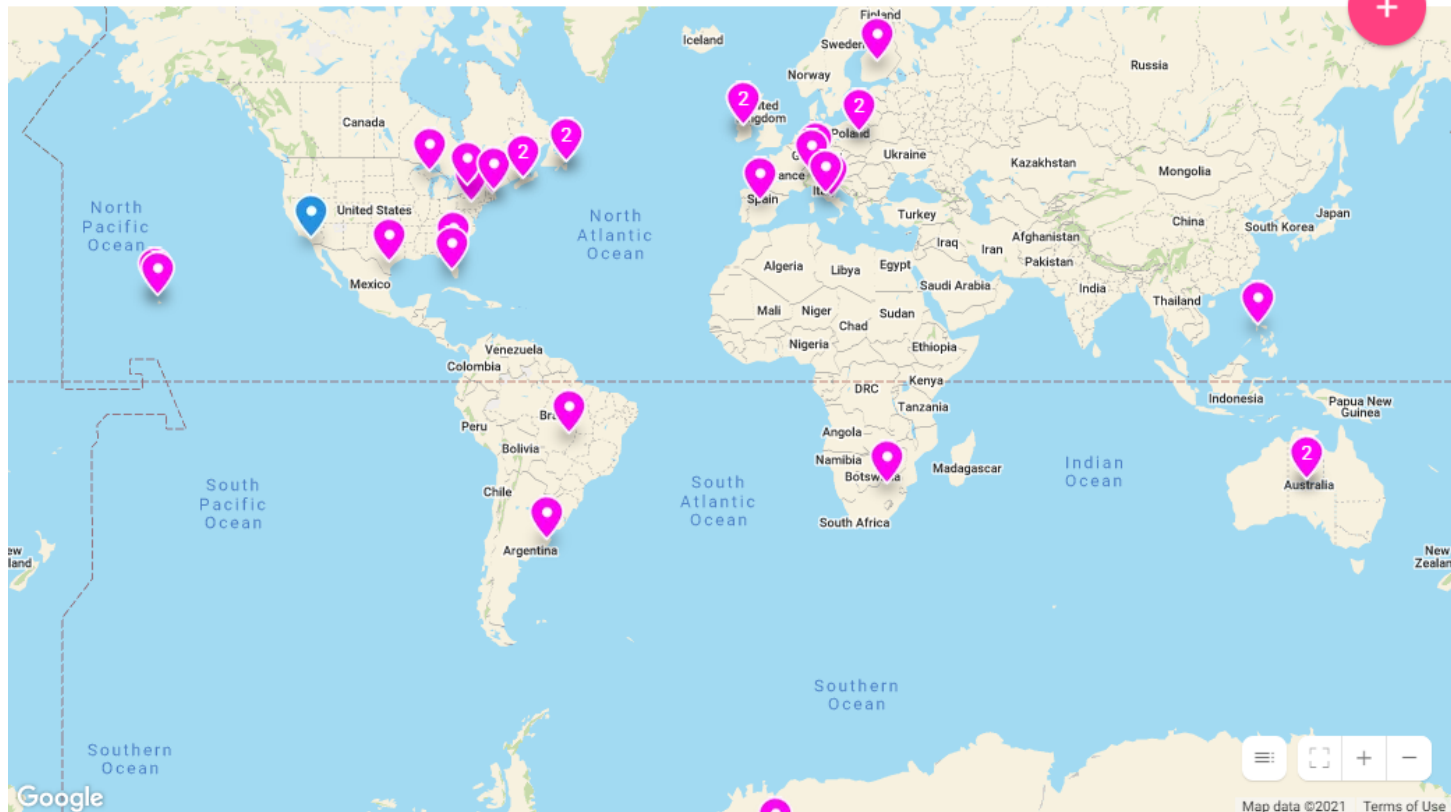 +
Finland
Iceland
Sweden
Russia
Norway
2
2
Canada
Poland
2
2
Ukraine
Kazakhstan
Mongolia
Spain
North
Pacific
Ocean
United States
North
Atlantic
Ocean
Turkey
China
Japan
South Korea
Iraq
Iran
Afghanistan
Pakistan
Algeria
Libya
Egypt
Mexico
Saudi Arabia
India
Thailand
Mali
Niger
Chad
Sudan
Nigeria
Ethiopia
Venezuela
Colombia
DRC
Kenya
Tanzania
Indonesia
Papua New
Guinea
Peru
Bolivia
Angola
Namibia
Madagascar
Indian
Ocean
2
Australia
South
Pacific
Ocean
Chile
South
Atlantic
Ocean
South Africa
Argentina
New
Southern
Ocean
Southern
Ocean
Google
Map data ©2021 Terms of Use